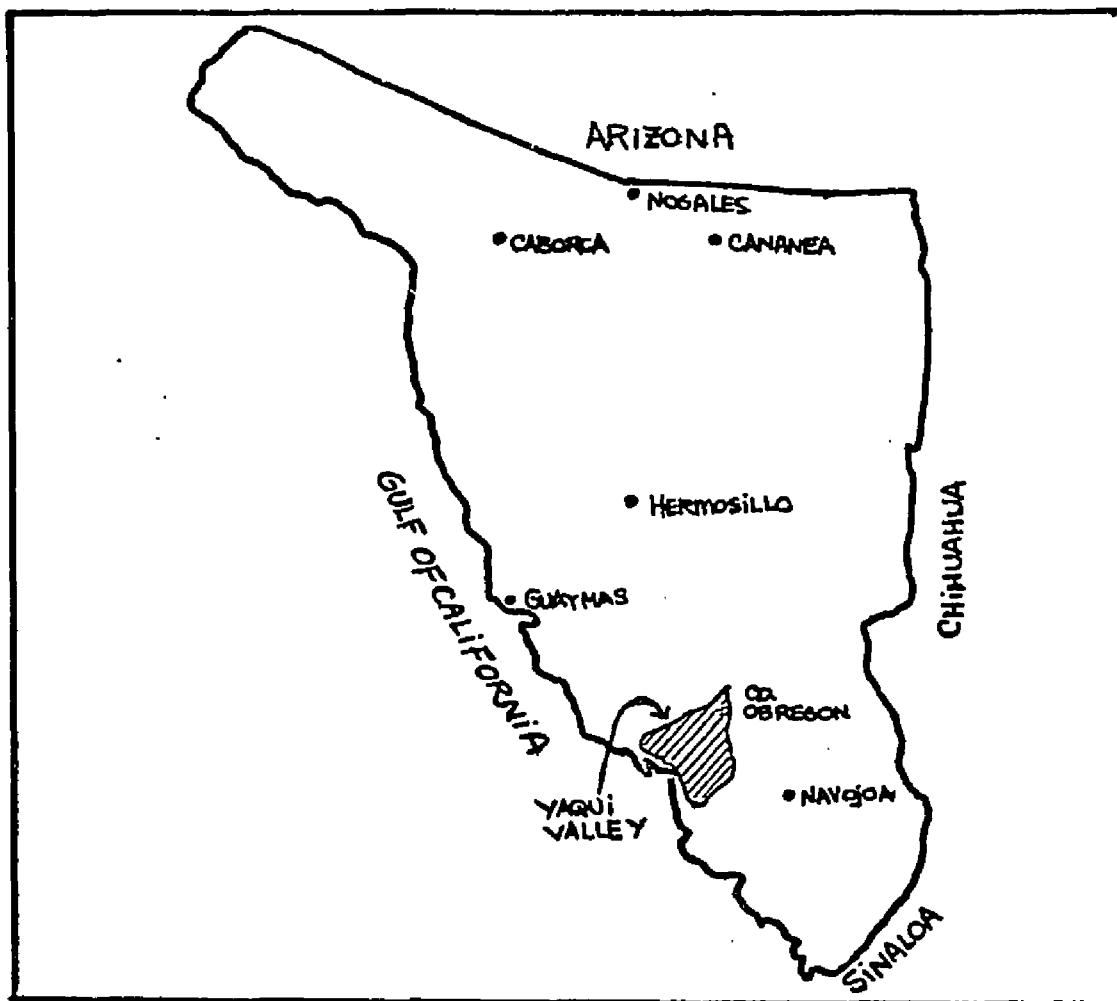 ARIZONA
NOGALES
CABORCA
CANANEA
HERMOSILLO
GULF OF CALIFORNIA
CHIHUAHUA
GUAYMAS
CD.
OBREGON
YAQUI
VALLEY
NAVOJOA
SINALOA